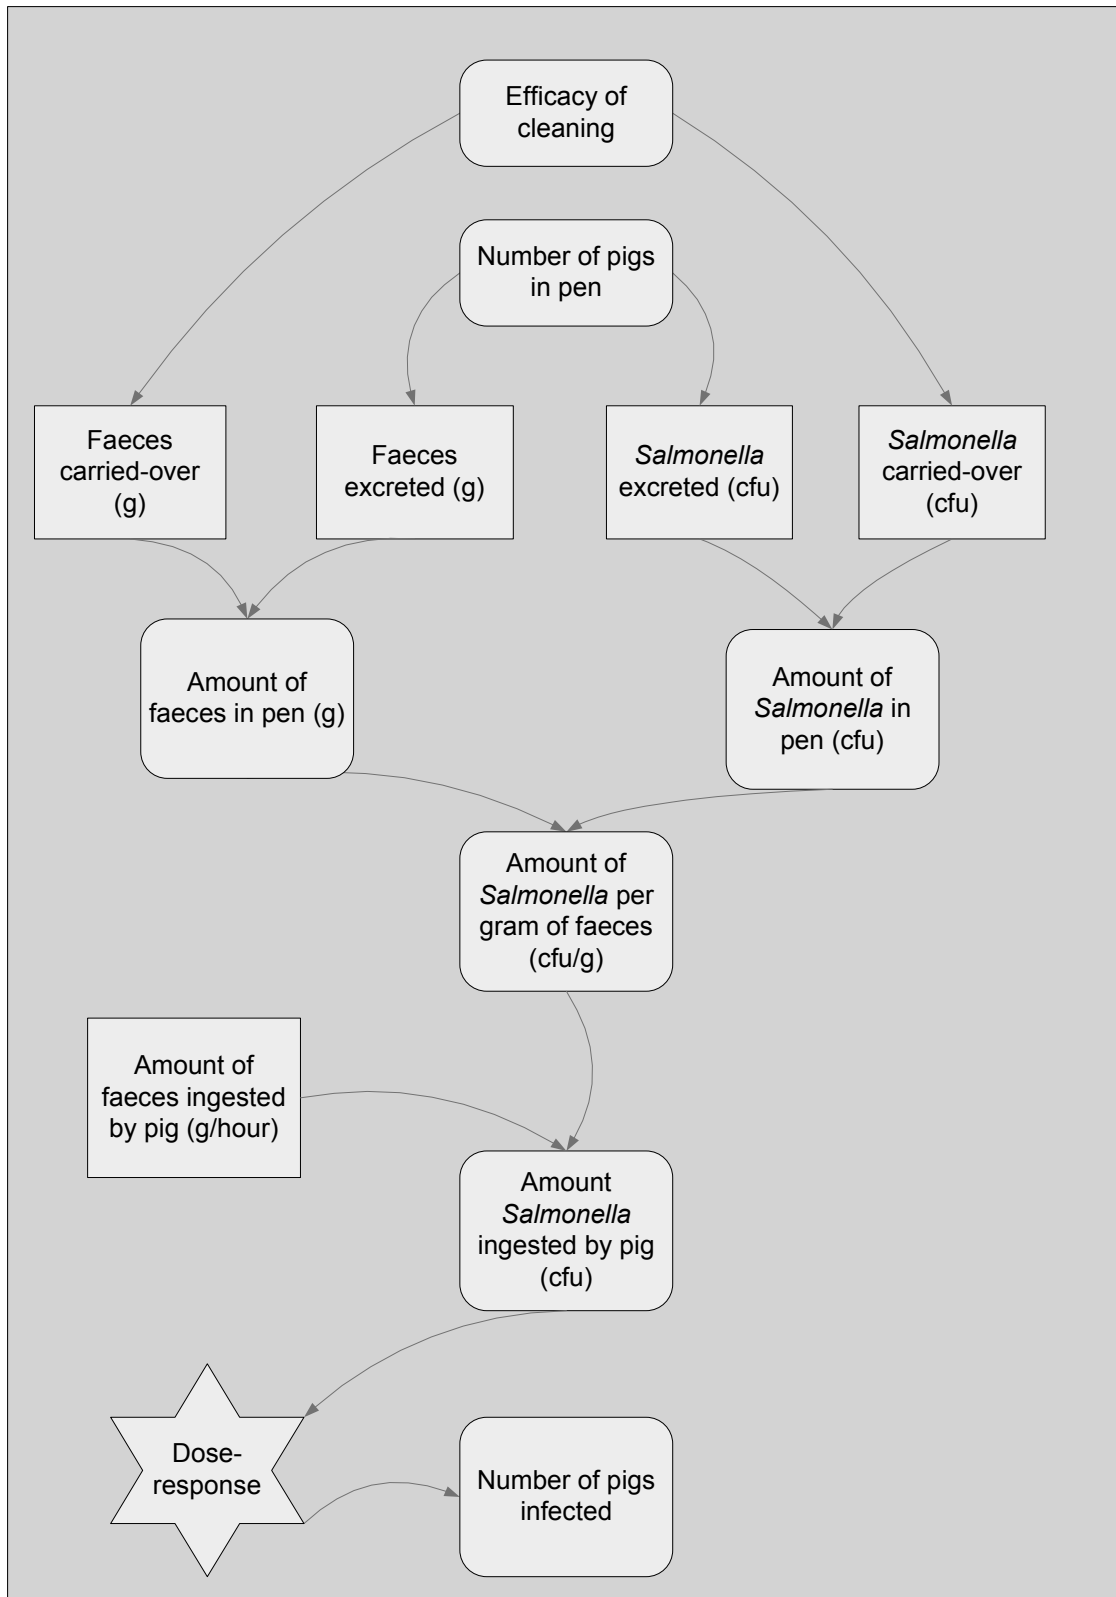 Efficacy of
cleaning
Number of pigs
in pen
Faeces
carried-over
(g)
Faeces
excreted (g)
Salmonella
excreted (cfu)
Salmonella
carried-over
(cfu)
Amount of
faeces in pen (g)
Amount of
Salmonella in
pen (cfu)
Amount of
Salmonella per
gram of faeces
(cfu/g)
Amount of
faeces ingested
by pig (g/hour)
Amount
Salmonella
ingested by pig
(cfu)
Dose-
response
Number of pigs
infected